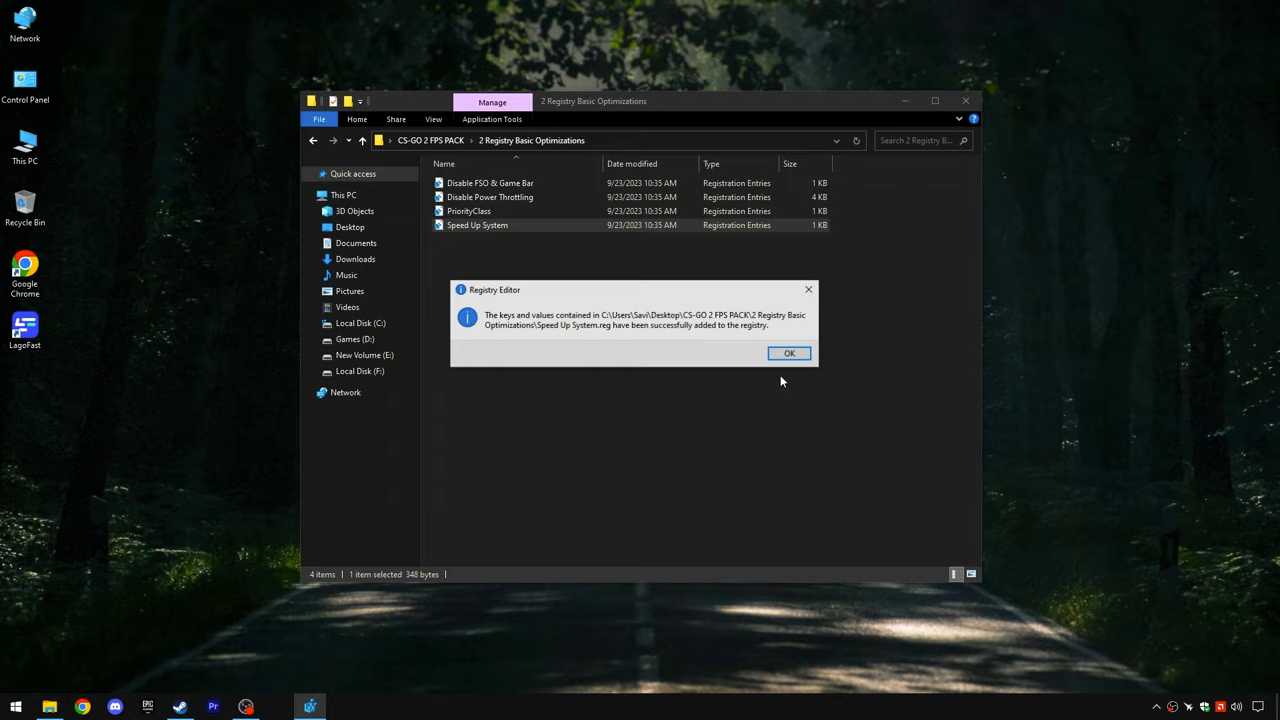 Network
Control Panel
This PC
Recycle Bin
Google
Chrome
LagoFast
Manage
2 Registry Basic Optimizations
File
Home
Share
View
Application Tools
CS-GO 2 FPS PACK
2 Registry Basic Optimizations
Search 2 Registry B...
Quick access
This PC
3D Objects
Desktop
Documents
Downloads
Music
Pictures
Videos
Local Disk (C:)
Games (D:)
New Volume (E:)
Local Disk (F:)
Network
Name Date modified Type Size
Disable FSO & Game Bar 9/23/2023 10:35 AM Registration Entries 1 KB
Disable Power Throttling 9/23/2023 10:35 AM Registration Entries 4 KB
PriorityClass 9/23/2023 10:35 AM Registration Entries 1 KB
Speed Up System 9/23/2023 10:35 AM Registration Entries 1 KB
Registry Editor
The keys and values contained in C:\Users\Savi\Desktop\CS-GO 2 FPS PACK\2 Registry Basic
Optimizations\Speed Up System.reg have been successfully added to the registry.
OK
4 items
1 item selected 348 bytes
EPIC
Pr